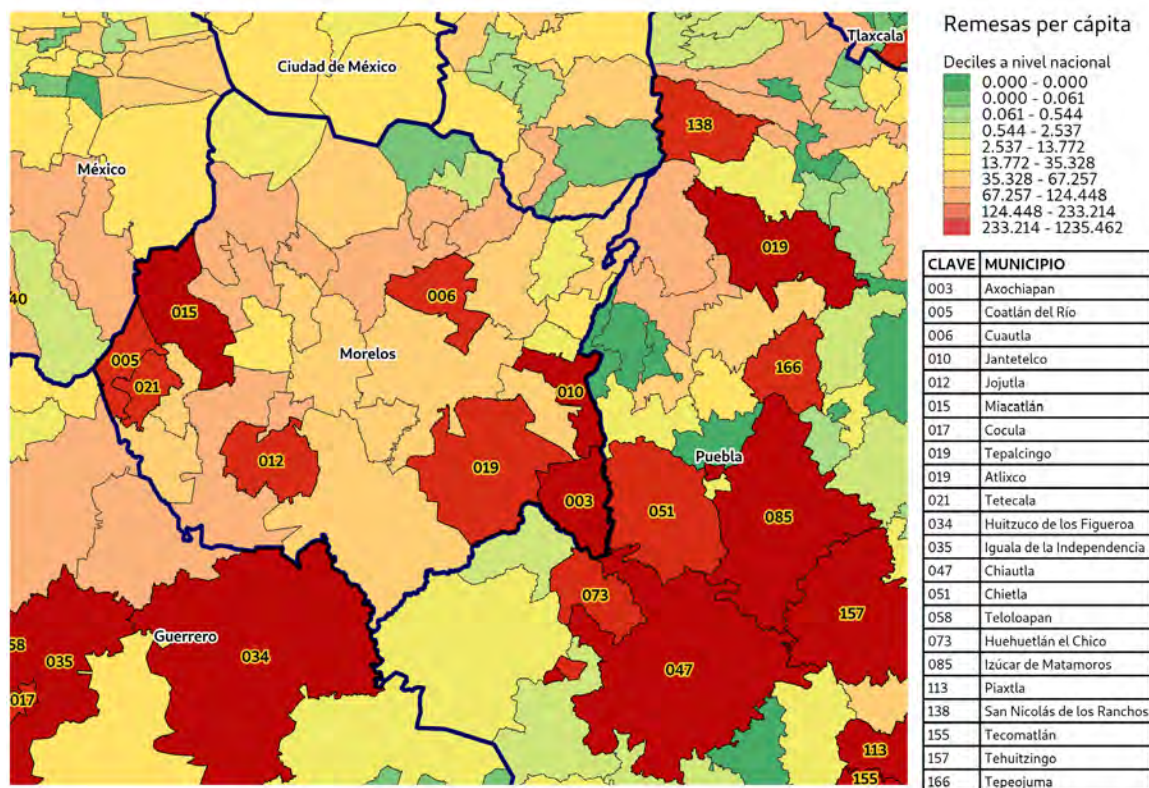 Remesas per cápita
Deciles a nivel nacional
0.000 - 0.000
0.000 - 0.061
0.061 - 0.544
0.544 - 2.537
2.537 - 13.772
13.772 - 35.328
35.328 - 67.257
67.257 - 124.448
124.448 - 233.214
233.214 - 1235.462
CLAVE MUNICIPIO
003 Axochiapan
005 Coatlán del Río
006 Cuautla
010 Jantetelco
012 Jojutla
015 Miacatlán
017 Cocula
019 Tepalcingo
019 Atlixco
021 Tetecala
034 Huitzuco de los Figueroa
035 Iguala de la Independencia
047 Chiautla
051 Chietla
058 Teloloapan
073 Huehuetlán el Chico
085 Izúcar de Matamoros
113 Piaxtla
138 San Nicolás de los Ranchos
155 Tecomatlán
157 Tehuitzingo
166 Tepeojuma
Tlaxcala
Ciudad de México
138
México
019
40
006
015
Morelos
005
166
021
010
Puebla
012
019
003
051
085
073
157
Guerrero
58
035
034
047
017
113
155